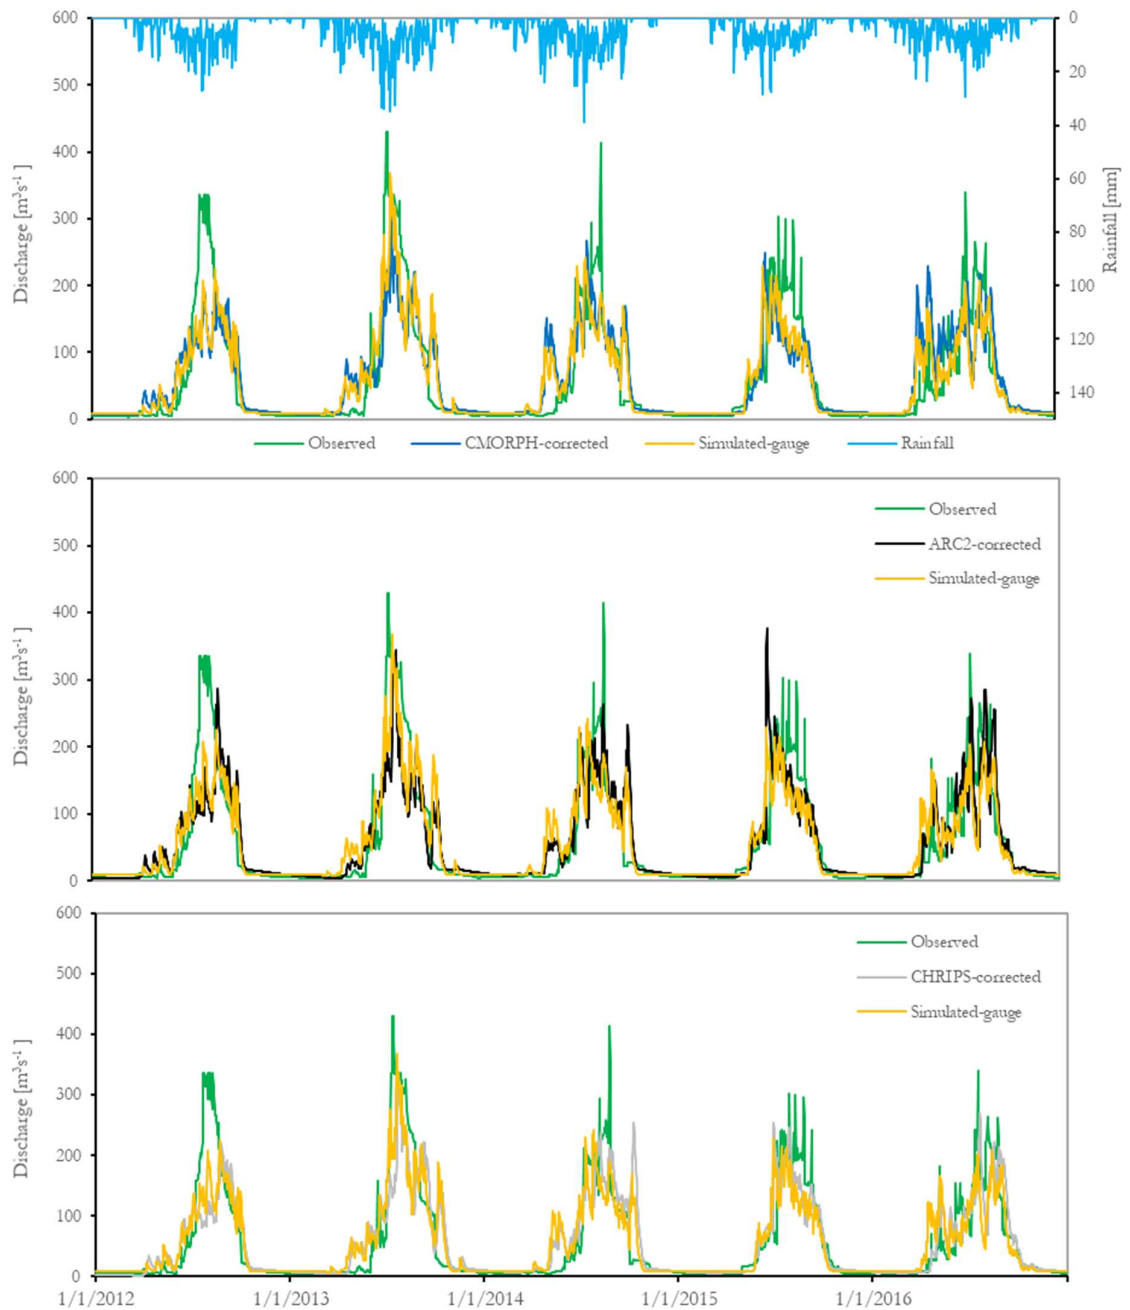 600
500
400
300
200
100
0
Discharge [m³s⁻¹ ]
0
20
40
60
80
100
120
140
Rainfall [mm]
Observed CMORPH-corrected Simulated-gauge Rainfall
600
500
400
300
200
100
0
Discharge [m³s⁻¹ ]
Observed
ARC2-corrected
Simulated-gauge
600
500
400
300
200
100
0
Discharge [m³s⁻¹ ]
Observed
CHRIPS-corrected
Simulated-gauge
1/1/2012 1/1/2013 1/1/2014 1/1/2015 1/1/2016